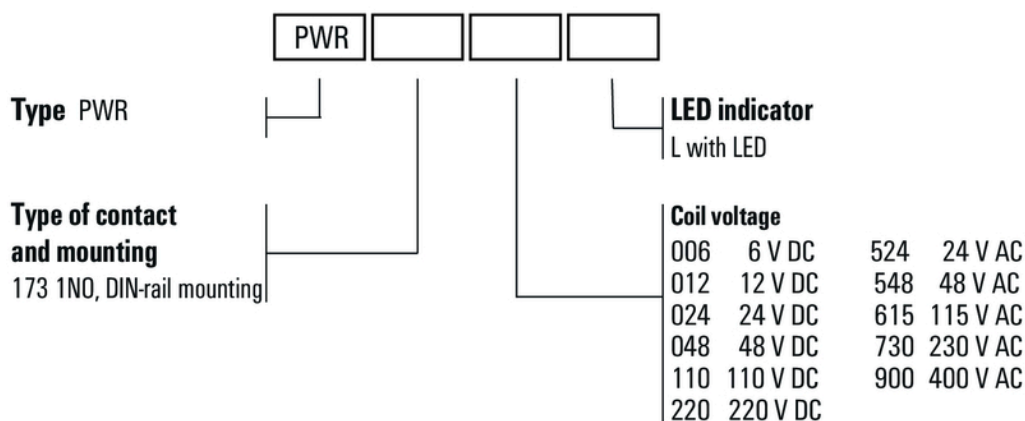 PWR
Type PWR
LED indicator
L with LED
Type of contact
and mounting
173 1NO, DIN-rail mounting
Coil voltage
006 6 V DC 524 24 V AC
012 12 V DC 548 48 V AC
024 24 V DC 615 115 V AC
048 48 V DC 730 230 V AC
110 110 V DC 900 400 V AC
220 220 V DC